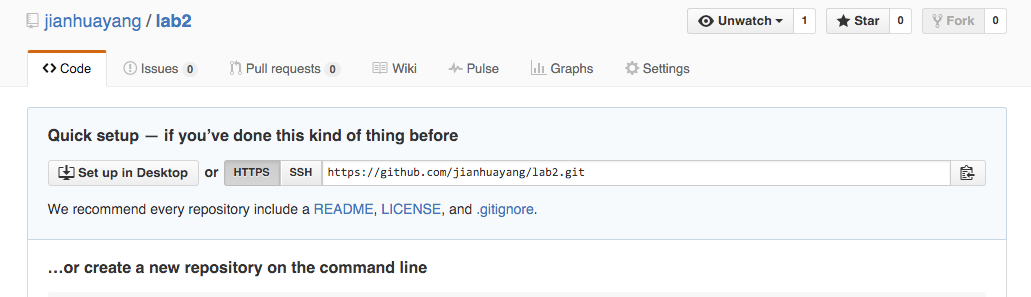 jianhuayang / lab2
Unwatch 1 Star 0 Fork 0
Code Issues 0 Pull requests 0 Wiki Pulse Graphs Settings
Quick setup — if you’ve done this kind of thing before
Set up in Desktop or HTTPS SSH https://github.com/jianhuayang/lab2.git
We recommend every repository include a README, LICENSE, and .gitignore.
…or create a new repository on the command line